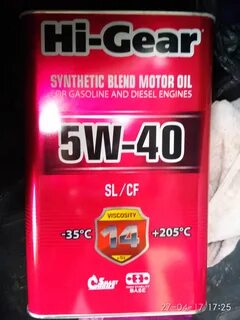 Hi-Gear
SYNTHETIC BLEND MOTOR OIL
FOR GASOLINE AND DIESEL ENGINES
5W-40
SL/CF
VISCOSITY
-35°C 14 +205°C
BASE
27-04-17/17:25